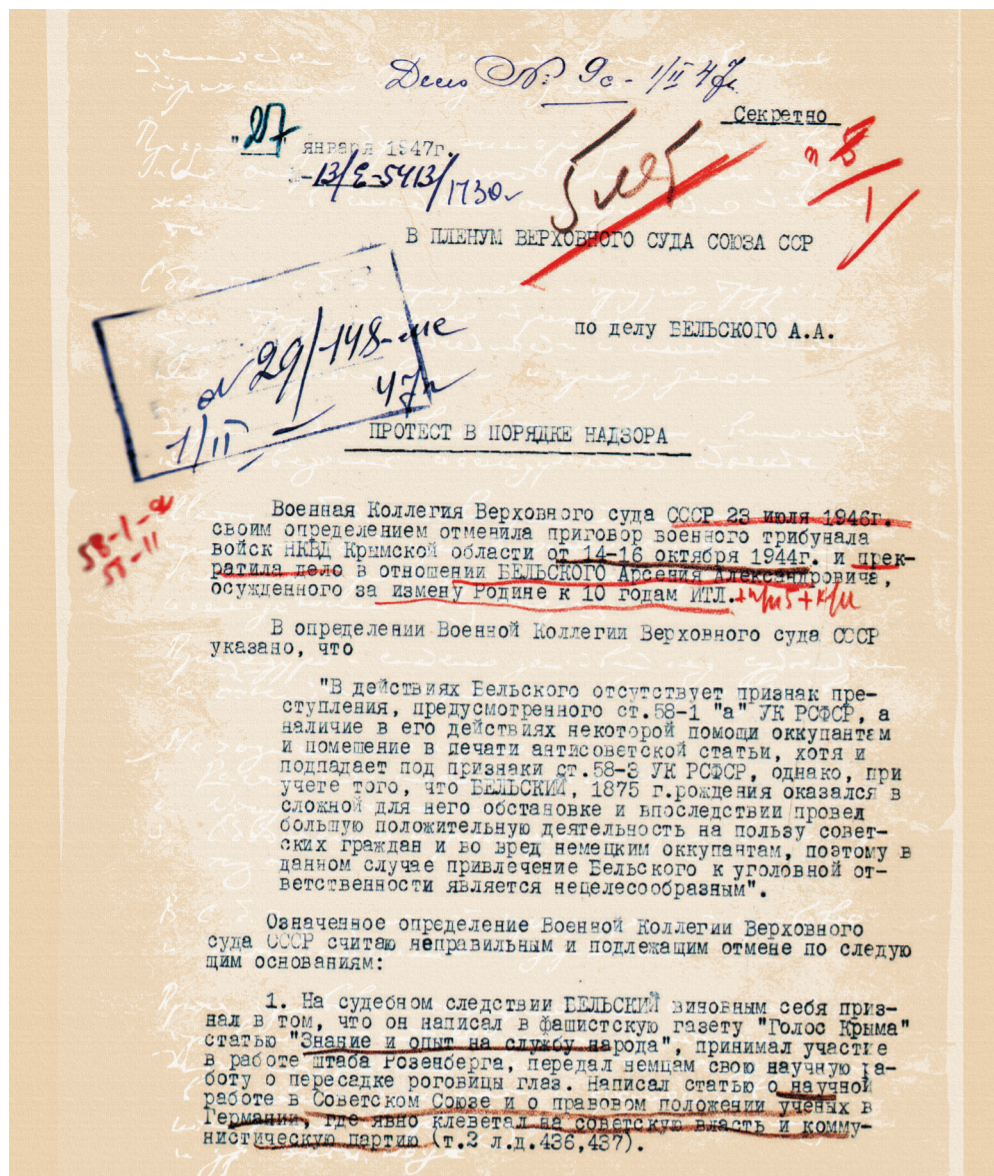 Дело № 9с - 1/II 47г.
Секретно
"27" января 1947г.
-13/Е-5413/1730
5 лет
В ПЛЕНУМ ВЕРХОВНОГО СУДА СОЮЗА ССР
по делу БЕЛЬСКОГО А.А.
29/-148-
47г
1/II
ПРОТЕСТ В ПОРЯДКЕ НАДЗОРА
58-1-а
Военная Коллегия Верховного суда СССР 23 июля 1946г.
своим определением отменила приговор военного трибунала
войск НКВД Крымской области от 14-16 октября 1944г. и прек-
ратила дело в отношении БЕЛЬСКОГО Арсения Александровича,
осужденного за измену Родине к 10 годам ИТЛ.
В определении Военной Коллегии Верховного суда СССР
указано, что
"В действиях Бельского отсутствует признак пре-
ступления, предусмотренного ст.58-1 "а" УК РСФСР, а
наличие в его действиях некоторой помощи оккупантам
и помещение в печати антисоветской статьи, хотя и
подпадает под признаки ст.58-3 УК РСФСР, однако, при
учете того, что БЕЛЬСКИЙ, 1875 г.рождения оказался в
сложной для него обстановке и впоследствии провел
большую положительную деятельность на пользу совет-
ских граждан и во вред немецким оккупантам, поэтому в
данном случае привлечение Бельского к уголовной от-
ветственности является нецелесообразным".
Означенное определение Военной Коллегии Верховного
суда СССР считаю неправильным и подлежащим отмене по следую
щим основаниям:
1. На судебном следствии БЕЛЬСКИЙ виновным себя приз-
нал в том, что он написал в фашистскую газету "Голос Крыма"
статью "Знание и опыт на службу народа", принимал участие
в работе штаба Розенберга, передал немцам свою научную ра-
боту о пересадке роговицы глаз. Написал статью о научной
работе в Советском Союзе и о правовом положении ученых в
Германии, где явно клеветал на советскую власть и комму-
нистическую партию (т.2 л.д.436,437).